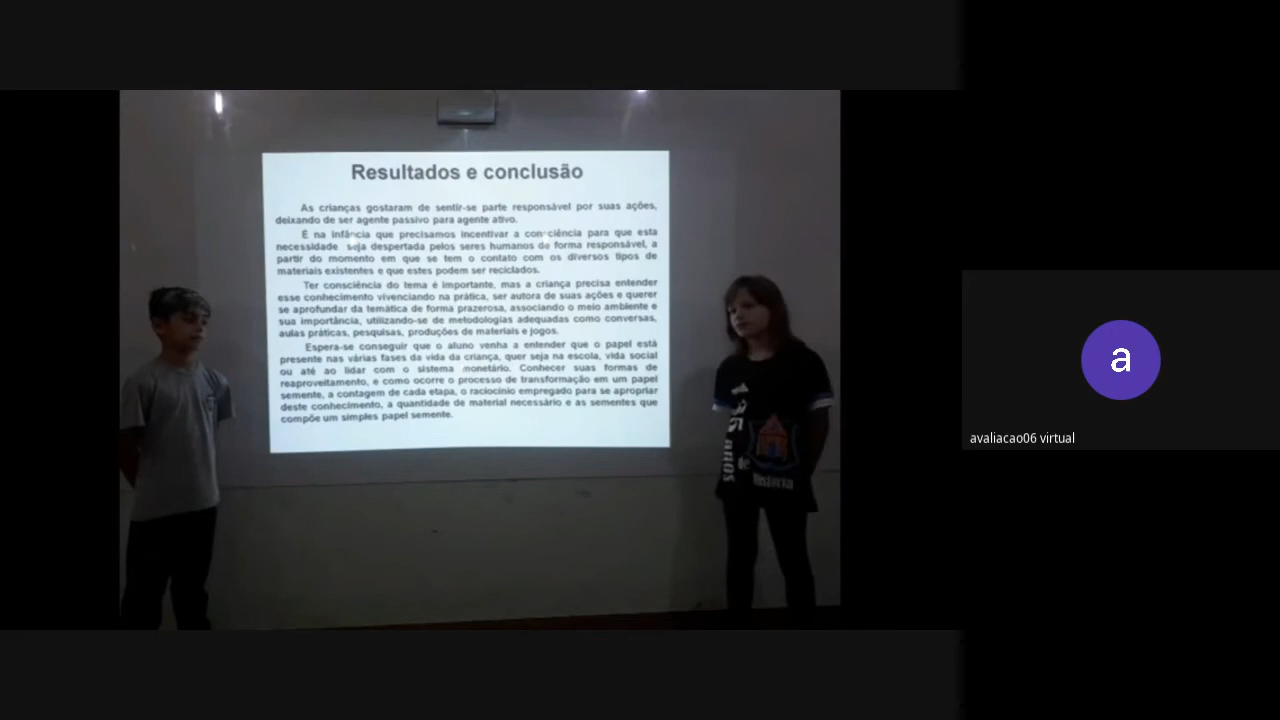 Resultados e conclusão
As crianças gostaram de sentir-se parte responsável por suas ações,
deixando de ser agente passivo para agente ativo.
É na infância que precisamos incentivar a consciência para que esta
necessidade seja despertada pelos seres humanos de forma responsável, a
partir do momento em que se tem o contato com os diversos tipos de
materiais existentes e que estes podem ser reciclados.
Ter consciência do tema é importante, mas a criança precisa entender
esse conhecimento vivenciando na prática, ser autora de suas ações e querer
se aprofundar da temática de forma prazerosa, associando o meio ambiente e
sua importância, utilizando-se de metodologias adequadas como conversas,
aulas práticas, pesquisas, produções de materiais e jogos.
Espera-se conseguir que o aluno venha a entender que o papel está
presente nas várias fases da vida da criança, quer seja na escola, vida social
ou até ao lidar com o sistema monetário. Conhecer suas formas de
reaproveitamento, e como ocorre o processo de transformação em um papel
semente, a contagem de cada etapa, o raciocínio empregado para se apropriar
deste conhecimento, a quantidade de material necessário e as sementes que
compõe um simples papel semente.
anos
de
História
a
avaliacao06 virtual